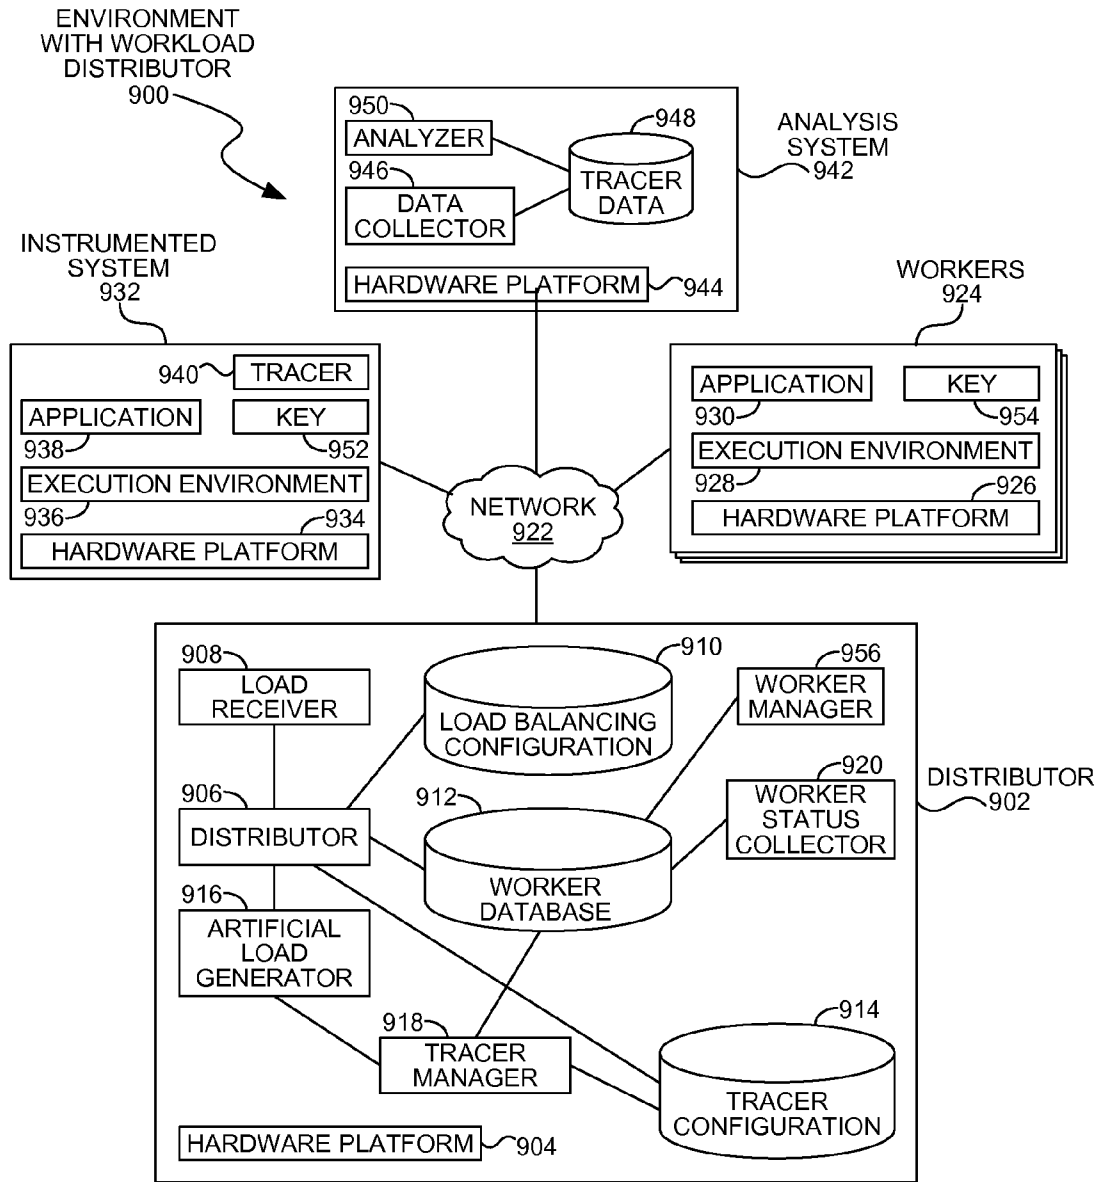 ENVIRONMENT
WITH WORKLOAD
DISTRIBUTOR
900
950
ANALYZER
946
DATA
COLLECTOR
948
TRACER
DATA
HARDWARE PLATFORM
944
ANALYSIS
SYSTEM
942
INSTRUMENTED
SYSTEM
932
940
TRACER
APPLICATION
KEY
938
952
EXECUTION ENVIRONMENT
936
934
HARDWARE PLATFORM
WORKERS
924
APPLICATION
KEY
930
954
EXECUTION ENVIRONMENT
928
926
HARDWARE PLATFORM
NETWORK
922
908
LOAD
RECEIVER
910
LOAD BALANCING
CONFIGURATION
956
WORKER
MANAGER
906
DISTRIBUTOR
912
WORKER
DATABASE
920
WORKER
STATUS
COLLECTOR
DISTRIBUTOR
902
916
ARTIFICIAL
LOAD
GENERATOR
918
TRACER
MANAGER
914
TRACER
CONFIGURATION
HARDWARE PLATFORM
904